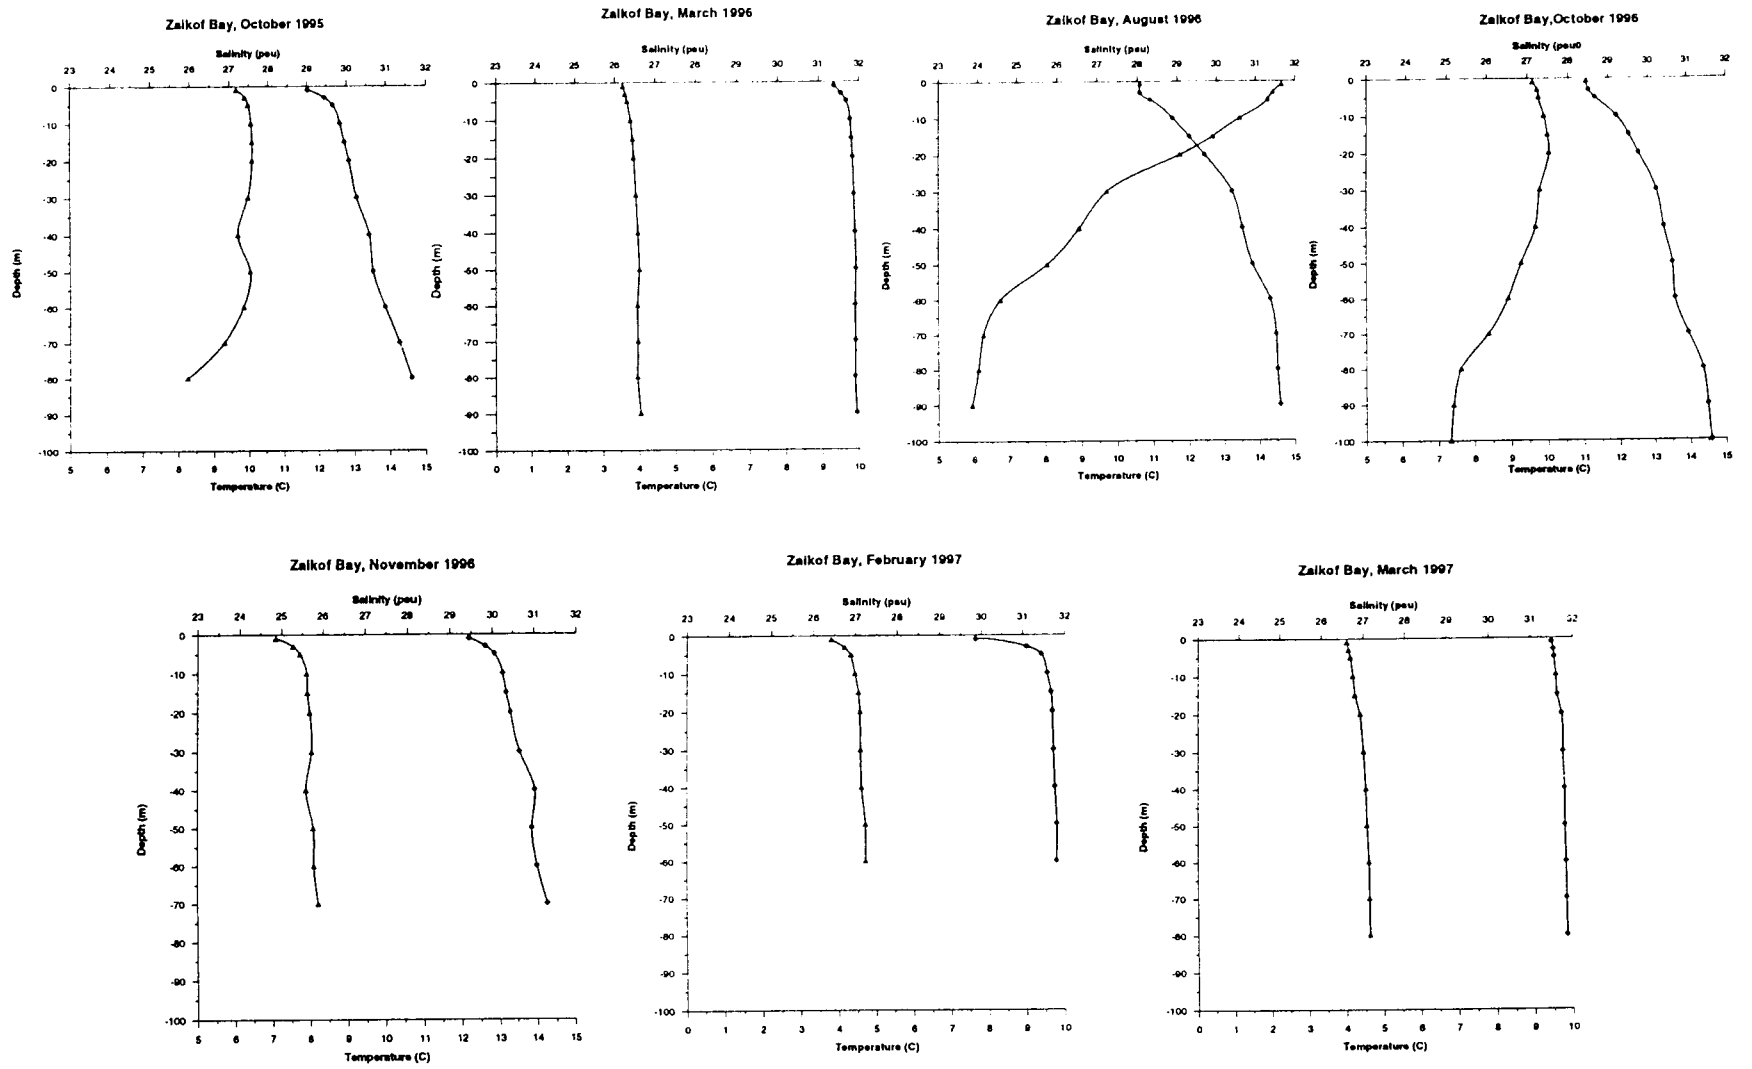 Zaikof Bay, October 1995
Salinity (psu)
23 24 25 26 27 28 29 30 31 32
0
-10
-20
-30
-40
-50
-60
-70
-80
-90
-100
Depth (m)
5 6 7 8 9 10 11 12 13 14 15
Temperature (C)
Zaikof Bay, March 1996
Salinity (psu)
23 24 25 26 27 28 29 30 31 32
0
-10
-20
-30
-40
-50
-60
-70
-80
-90
-100
Depth (m)
0 1 2 3 4 5 6 7 8 9 10
Temperature (C)
Zaikof Bay, August 1996
Salinity (psu)
23 24 25 26 27 28 29 30 31 32
0
-10
-20
-30
-40
-50
-60
-70
-80
-90
-100
Depth (m)
5 6 7 8 9 10 11 12 13 14 15
Temperature (C)
Zaikof Bay,October 1996
Salinity (psu0
23 24 25 26 27 28 29 30 31 32
0
-10
-20
-30
-40
-50
-60
-70
-80
-90
-100
Depth (m)
5 6 7 8 9 10 11 12 13 14 15
Temperature (C)
Zaikof Bay, November 1996
Salinity (psu)
23 24 25 26 27 28 29 30 31 32
0
-10
-20
-30
-40
-50
-60
-70
-80
-90
-100
Depth (m)
5 6 7 8 9 10 11 12 13 14 15
Temperature (C)
Zaikof Bay, February 1997
Salinity (psu)
23 24 25 26 27 28 29 30 31 32
0
-10
-20
-30
-40
-50
-60
-70
-80
-90
-100
Depth (m)
0 1 2 3 4 5 6 7 8 9 10
Temperature (C)
Zaikof Bay, March 1997
Salinity (psu)
23 24 25 26 27 28 29 30 31 32
0
-10
-20
-30
-40
-50
-60
-70
-80
-90
-100
Depth (m)
0 1 2 3 4 5 6 7 8 9 10
Temperature (C)